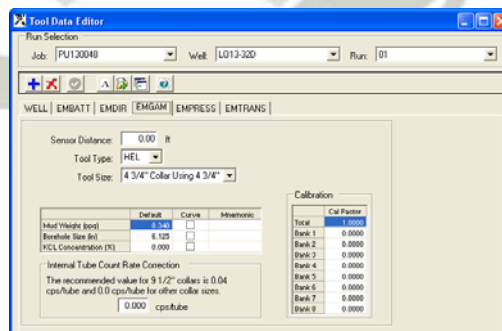 Tool Data Editor
Run Selection
Job: PU130048 Well: LO13-32D Run: 01
A
WELL EMBATT EMDIR EMGAM EMPRESS EMTRANS
Sensor Distance: 0.00 ft
Tool Type: HEL
Tool Size: 4 3/4" Collar Using 4 3/4"
Default Curve Mnemonic
Mud Weight (ppg) 8.340
Borehole Size (in) 6.125
KCL Concentration (%) 0.000
Internal Tube Count Rate Correction
The recommended value for 9 1/2" collars is 0.04
cps/tube and 0.0 cps/tube for other collar sizes.
0.000 cps/tube
Calibration
Cal Factor
Total 1.0000
Bank 1 0.0000
Bank 2 0.0000
Bank 3 0.0000
Bank 4 0.0000
Bank 5 0.0000
Bank 6 0.0000
Bank 7 0.0000
Bank 8 0.0000